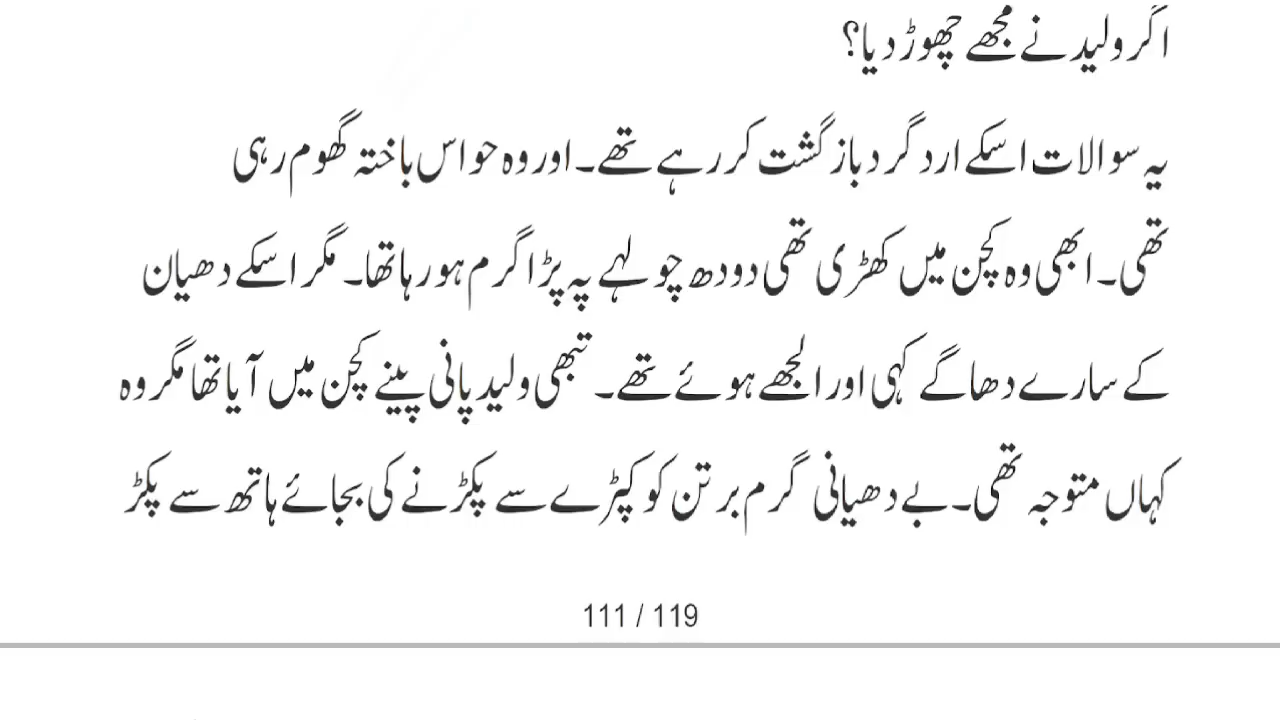 اگر ولید نے مجھے چھوڑ دیا؟
یہ سوالات اسکے ارد گرد بازگشت کر رہے تھے۔ اور وہ حواس باختہ گھوم رہی
تھی۔ ابھی وہ کچن میں کھڑی تھی دودھ چولہے پہ پڑا گرم ہو رہا تھا۔ مگر اسکے دھیان
کے سارے دھاگے کہی اور الجھے ہوئے تھے۔ تبھی ولید پانی پینے کچن میں آیا تھا مگر وہ
کہاں متوجہ تھی۔ بے دھیانی گرم برتن کو کپڑے سے پکڑنے کی بجائے ہاتھ سے پکڑ
111 / 119